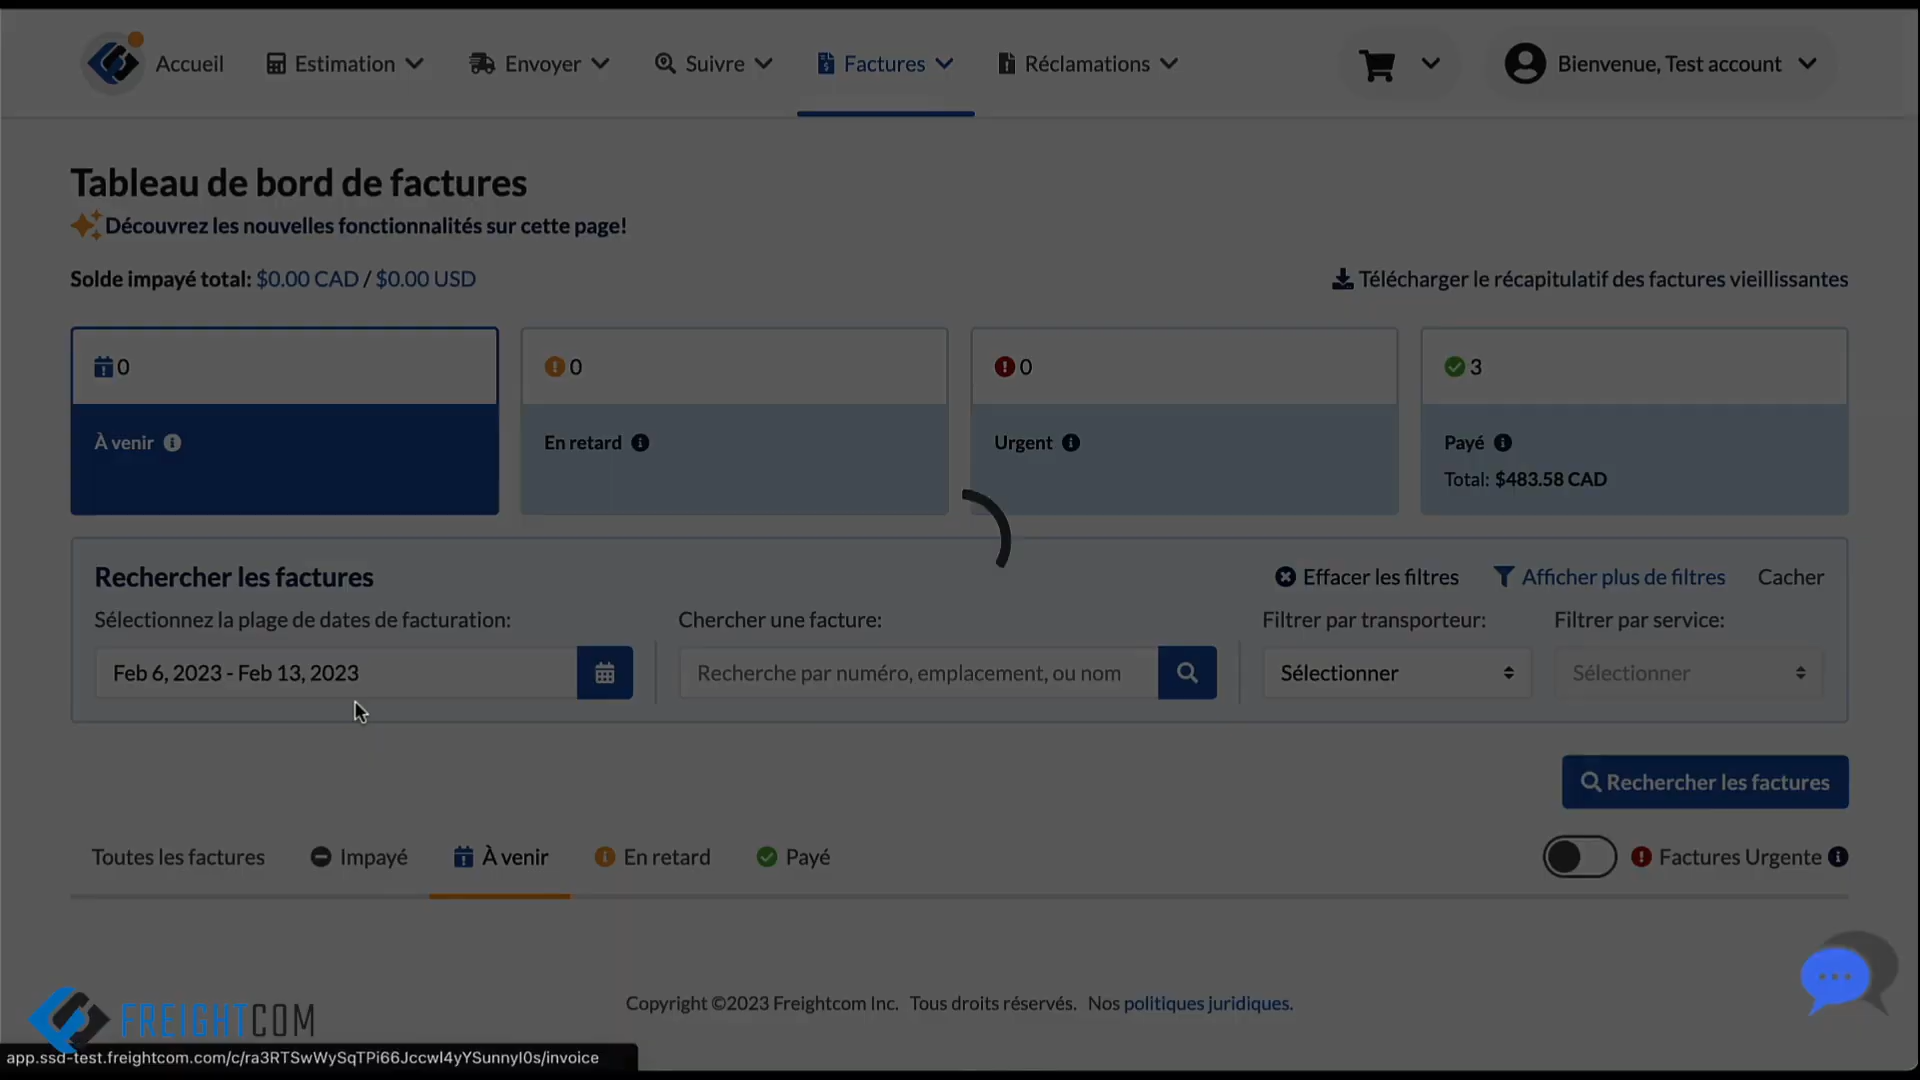 Accueil Estimation Envoyer Suivre Factures Réclamations Bienvenue, Test account
Tableau de bord de factures
Découvrez les nouvelles fonctionnalités sur cette page!
Solde impayé total: $0.00 CAD / $0.00 USD Télécharger le récapitulatif des factures vieillissantes
0 0 0 3
À venir En retard Urgent Payé
Total: $483.58 CAD
Rechercher les factures Effacer les filtres Afficher plus de filtres Cacher
Sélectionnez la plage de dates de facturation: Chercher une facture: Filtrer par transporteur: Filtrer par service:
Feb 6, 2023 - Feb 13, 2023 Recherche par numéro, emplacement, ou nom Sélectionner Sélectionner
Rechercher les factures
Toutes les factures Impayé À venir En retard Payé Factures Urgente
Copyright ©2023 Freightcom Inc. Tous droits réservés. Nos politiques juridiques.
FREIGHTCOM
app.ssd-test.freightcom.com/c/ra3RTSwWySqTPi66Jccwl4yYSunnyl0s/invoice